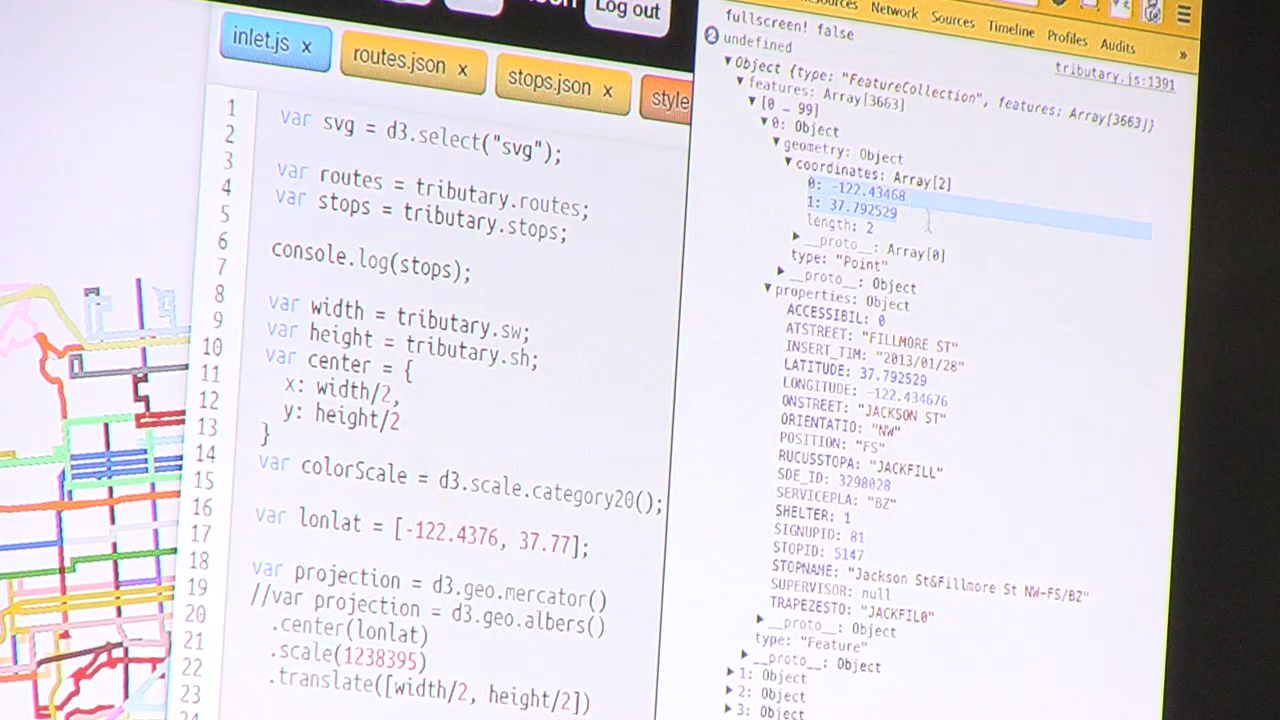 Log out
inlet.js x
routes.json x
stops.json x
style
1
2
3
4
5
6
7
8
9
10
11
12
13
14
15
16
17
18
19
20
21
22
23
var svg = d3.select("svg");
var routes = tributary.routes;
var stops = tributary.stops;
console.log(stops);
var width = tributary.sw;
var height = tributary.sh;
var center = {
x: width/2,
y: height/2
}
var colorScale = d3.scale.category20();
var lonlat = [-122.4376, 37.77];
var projection = d3.geo.mercator()
//var projection = d3.geo.albers()
.center(lonlat)
.scale(1238395)
.translate([width/2, height/2])
Network Sources Timeline Profiles Audits »
fullscreen! false
2 undefined
tributary.js:1391
Object {type: "FeatureCollection", features: Array[3663]}
features: Array[3663]
[0 … 99]
0: Object
geometry: Object
coordinates: Array[2]
0: -122.43468
1: 37.792529
length: 2
__proto__: Array[0]
type: "Point"
__proto__: Object
properties: Object
ACCESSIBIL: 0
ATSTREET: "FILLMORE ST"
INSERT_TIM: "2013/01/28"
LATITUDE: 37.792529
LONGITUDE: -122.434676
ONSTREET: "JACKSON ST"
ORIENTATIO: "NW"
POSITION: "FS"
RUCUSSTOPA: "JACKFILL"
SDE_ID: 3298028
SERVICEPLA: "BZ"
SHELTER: 1
SIGNUPID: 81
STOPID: 5147
STOPNAME: "Jackson St&Fillmore St NW-FS/BZ"
SUPERVISOR: null
TRAPEZESTO: "JACKFIL0"
__proto__: Object
type: "Feature"
__proto__: Object
1: Object
2: Object
3: Object